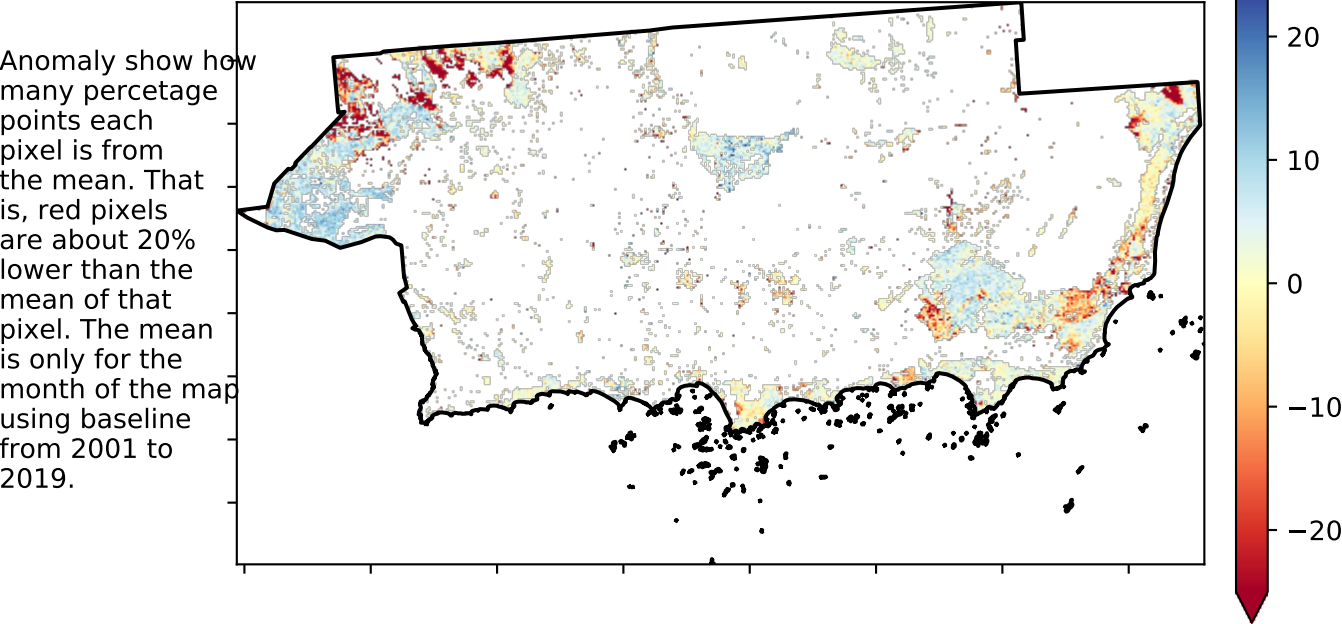 Anomaly show how
many percetage
points each
pixel is from
the mean. That
is, red pixels
are about 20%
lower than the
mean of that
pixel. The mean
is only for the
month of the map
using baseline
from 2001 to
2019.
20
10
0
−10
−20